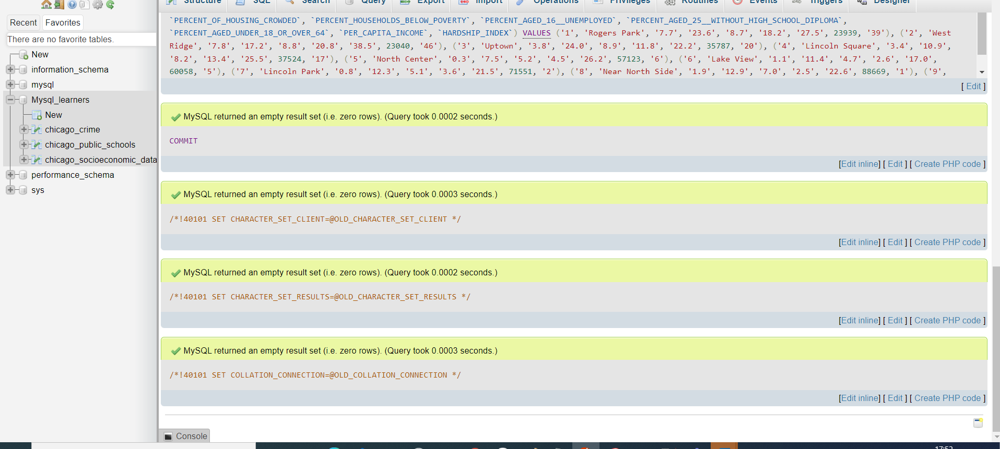 Structure SQL Search Query Export Import Operations Privileges Routines Events Triggers Designer
Recent Favorites
There are no favorite tables.
New
information_schema
mysql
Mysql_learners
New
chicago_crime
chicago_public_schools
chicago_socioeconomic_data
performance_schema
sys
`PERCENT_OF_HOUSING_CROWDED`, `PERCENT_HOUSEHOLDS_BELOW_POVERTY`, `PERCENT_AGED_16__UNEMPLOYED`, `PERCENT_AGED_25__WITHOUT_HIGH_SCHOOL_DIPLOMA`,
`PERCENT_AGED_UNDER_18_OR_OVER_64`, `PER_CAPITA_INCOME`, `HARDSHIP_INDEX`) VALUES ('1', 'Rogers Park', '7.7', '23.6', '8.7', '18.2', '27.5', 23939, '39'), ('2', 'West
Ridge', '7.8', '17.2', '8.8', '20.8', '38.5', 23040, '46'), ('3', 'Uptown', '3.8', '24.0', '8.9', '11.8', '22.2', 35787, '20'), ('4', 'Lincoln Square', '3.4', '10.9',
'8.2', '13.4', '25.5', 37524, '17'), ('5', 'North Center', '0.3', '7.5', '5.2', '4.5', '26.2', 57123, '6'), ('6', 'Lake View', '1.1', '11.4', '4.7', '2.6', '17.0',
60058, '5'), ('7', 'Lincoln Park', '0.8', '12.3', '5.1', '3.6', '21.5', 71551, '2'), ('8', 'Near North Side', '1.9', '12.9', '7.0', '2.5', '22.6', 88669, '1'), ('9',
[ Edit ]
MySQL returned an empty result set (i.e. zero rows). (Query took 0.0002 seconds.)
COMMIT
[Edit inline] [ Edit ] [ Create PHP code ]
MySQL returned an empty result set (i.e. zero rows). (Query took 0.0003 seconds.)
/*!40101 SET CHARACTER_SET_CLIENT=@OLD_CHARACTER_SET_CLIENT */
[Edit inline] [ Edit ] [ Create PHP code ]
MySQL returned an empty result set (i.e. zero rows). (Query took 0.0002 seconds.)
/*!40101 SET CHARACTER_SET_RESULTS=@OLD_CHARACTER_SET_RESULTS */
[Edit inline] [ Edit ] [ Create PHP code ]
MySQL returned an empty result set (i.e. zero rows). (Query took 0.0003 seconds.)
/*!40101 SET COLLATION_CONNECTION=@OLD_COLLATION_CONNECTION */
[Edit inline] [ Edit ] [ Create PHP code ]
Console